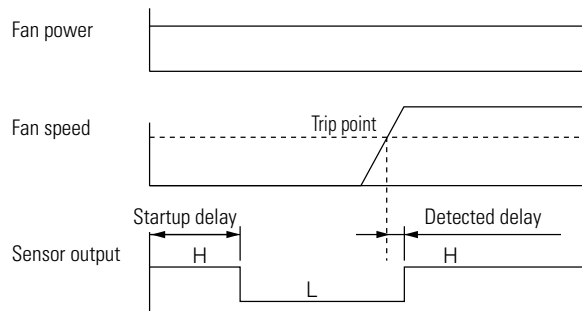 Fan power
Fan speed
Trip point
Startup delay
Detected delay
Sensor output
H
H
L